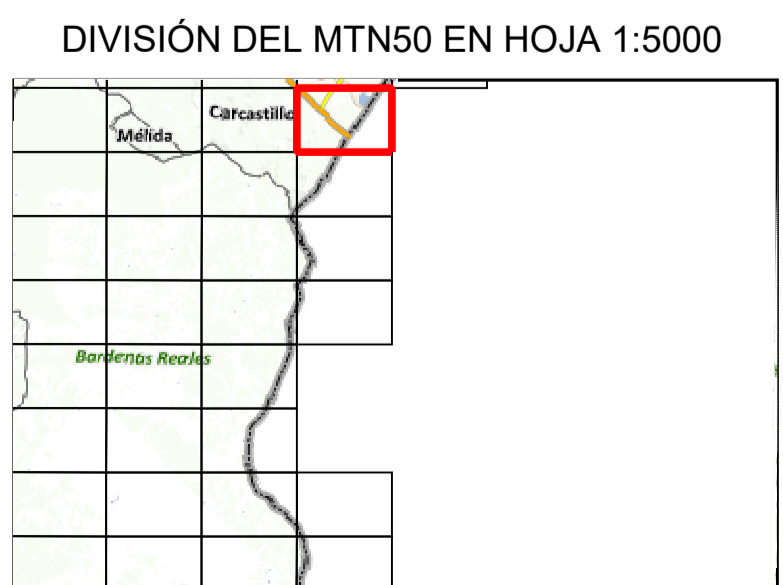 DIVISIÓN DEL MTN50 EN HOJA 1:5000
Carcastillo
Mélida
Bardenas Reales